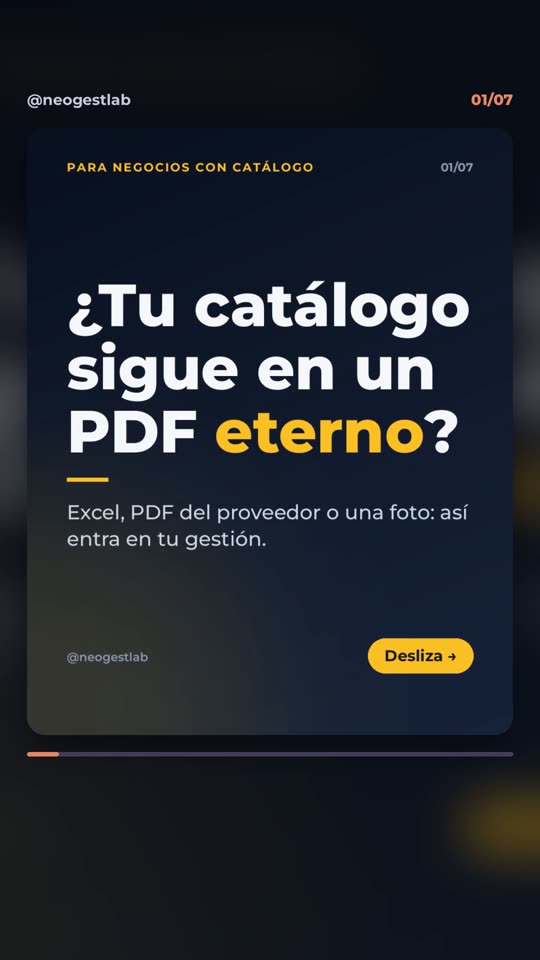 @neogestlab
01/07
PARA NEGOCIOS CON CATÁLOGO
01/07
¿Tu catálogo
sigue en un
PDF eterno?
Excel, PDF del proveedor o una foto: así
entra en tu gestión.
@neogestlab
Desliza →